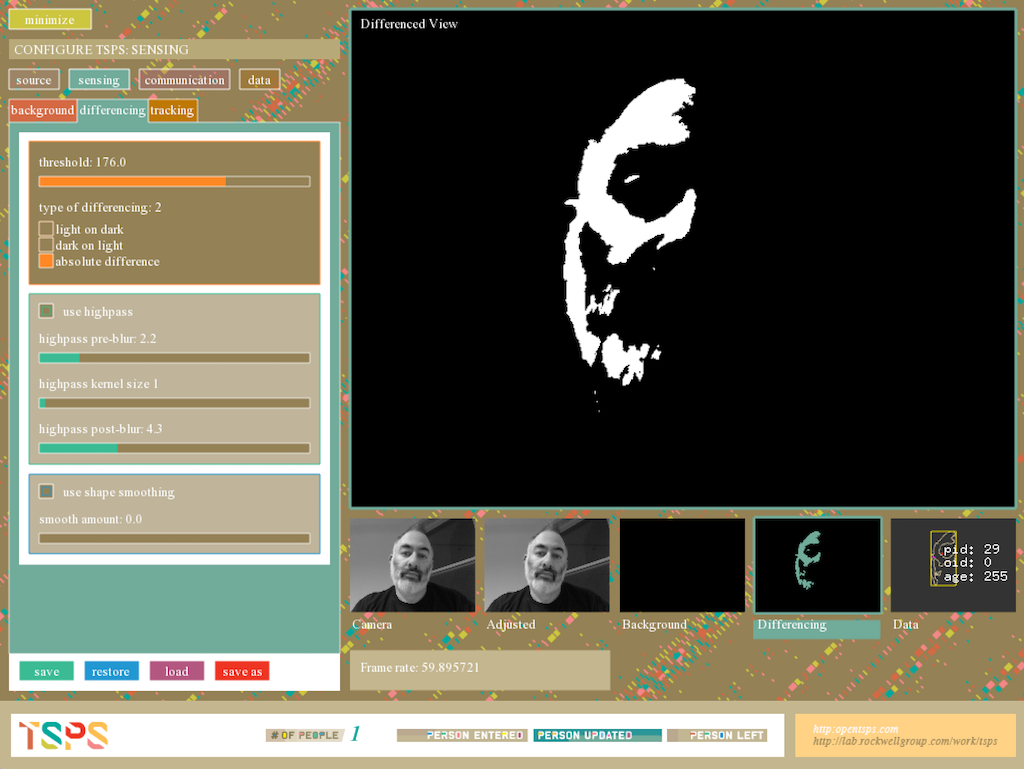 minimize
CONFIGURE TSPS: SENSING
source
sensing
communication
data
background
differencing
tracking
threshold: 176.0
type of differencing: 2
light on dark
dark on light
absolute difference
use highpass
highpass pre-blur: 2.2
highpass kernel size 1
highpass post-blur: 4.3
use shape smoothing
smooth amount: 0.0
save
restore
load
save as
Differenced View
pid: 29
oid: 0
age: 255
Camera
Adjusted
Background
Differencing
Data
Frame rate: 59.895721
TSPS
# OF PEOPLE 1
PERSON ENTERED
PERSON UPDATED
PERSON LEFT
http:opentsps.com
http://lab.rockwellgroup.com/work/tsps